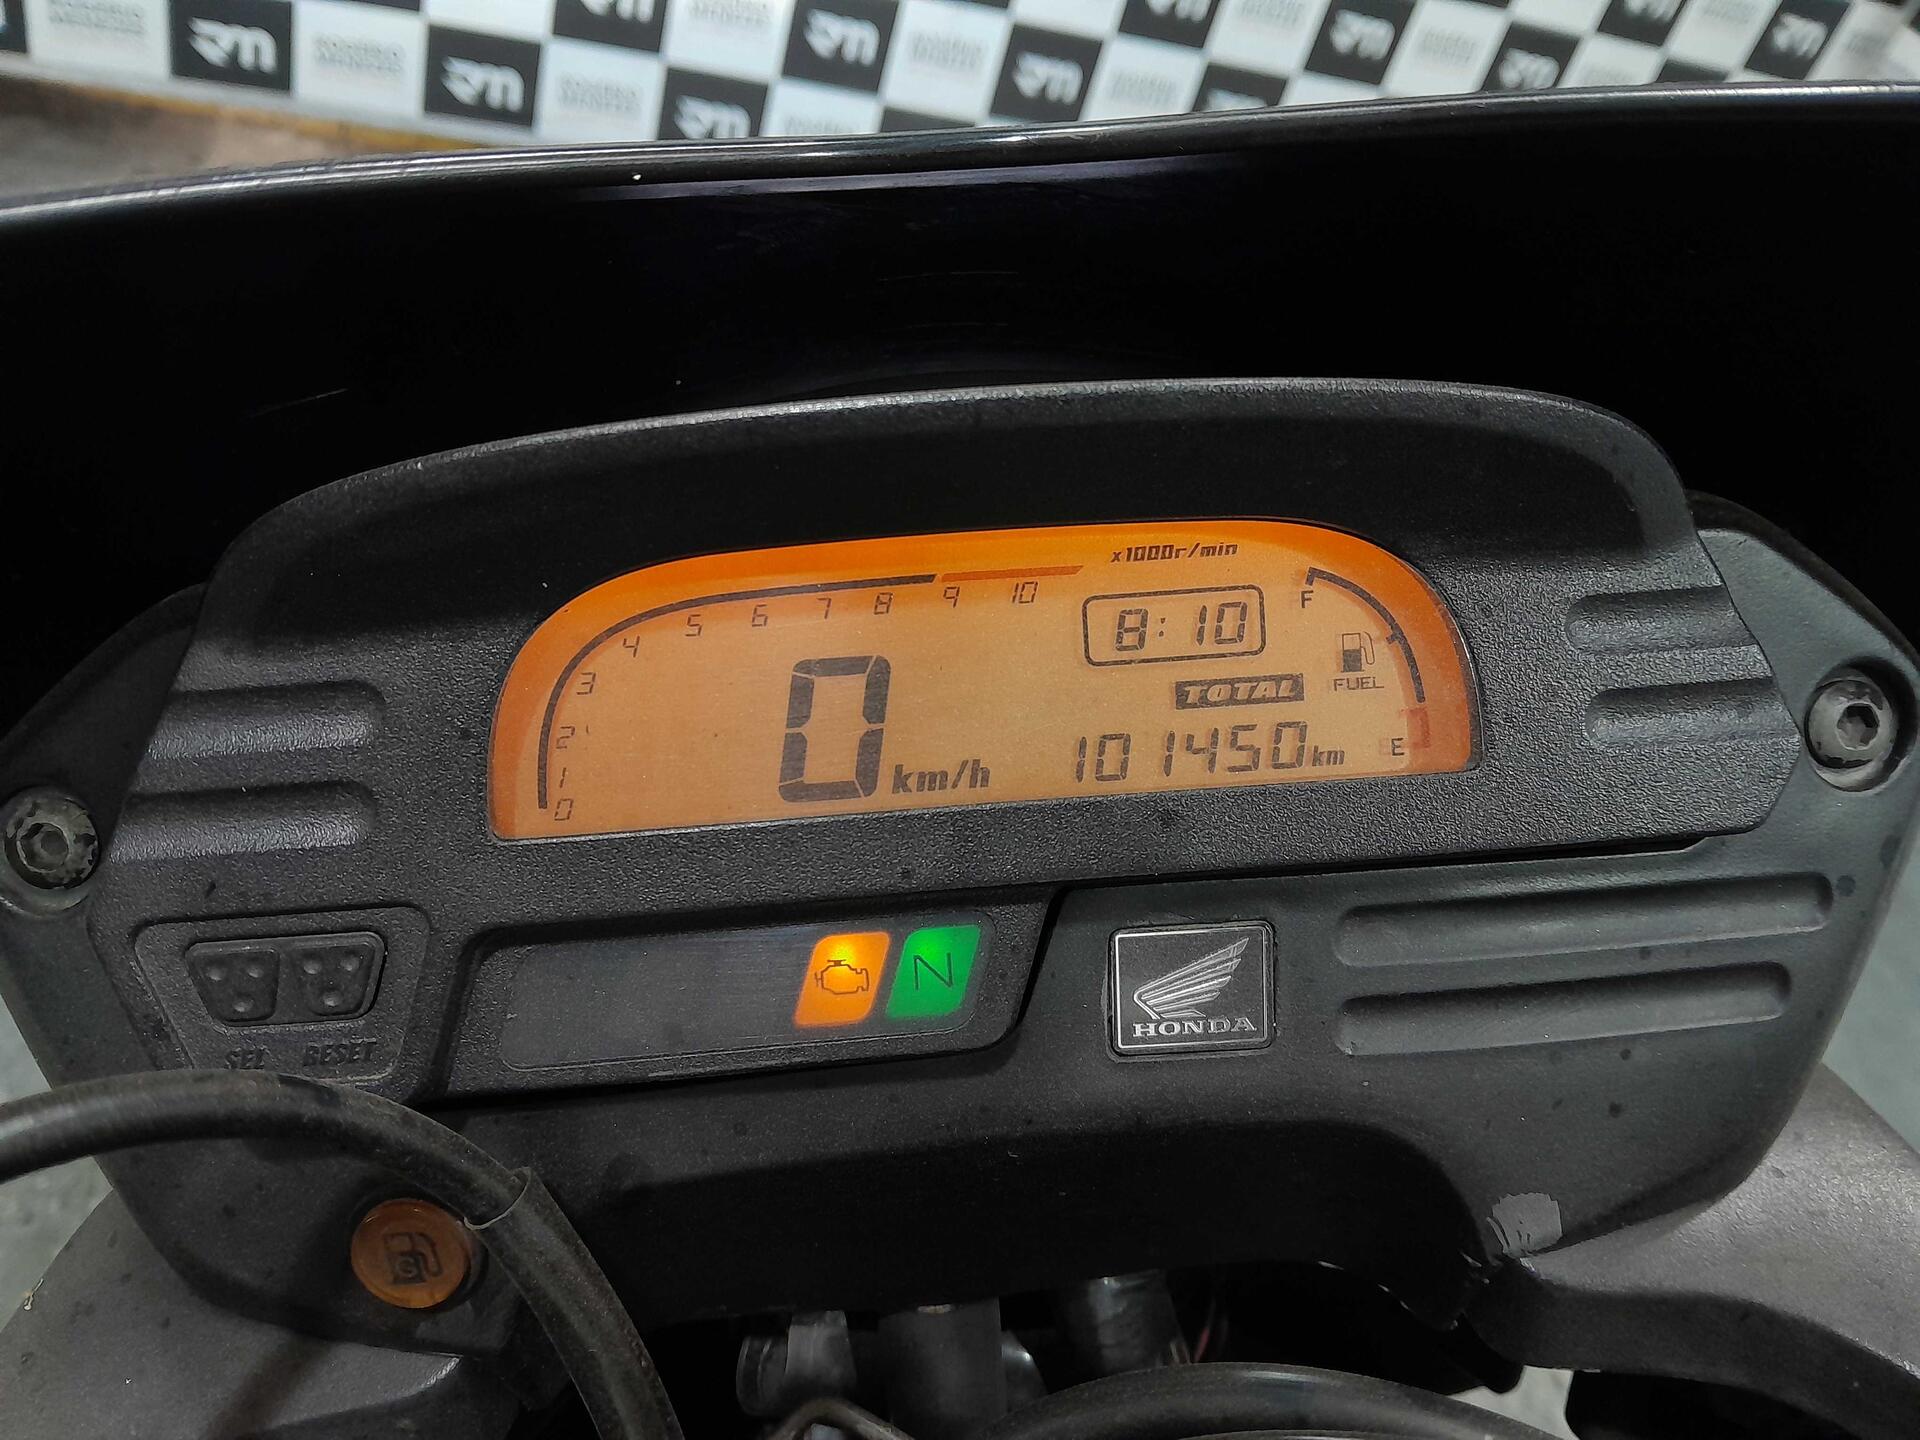 x1000r/min
0 1 2 3 4 5 6 7 8 9 10
8:10
F
FUEL
E
TOTAL
101450 km
0 km/h
N
HONDA
SEL RESET
G